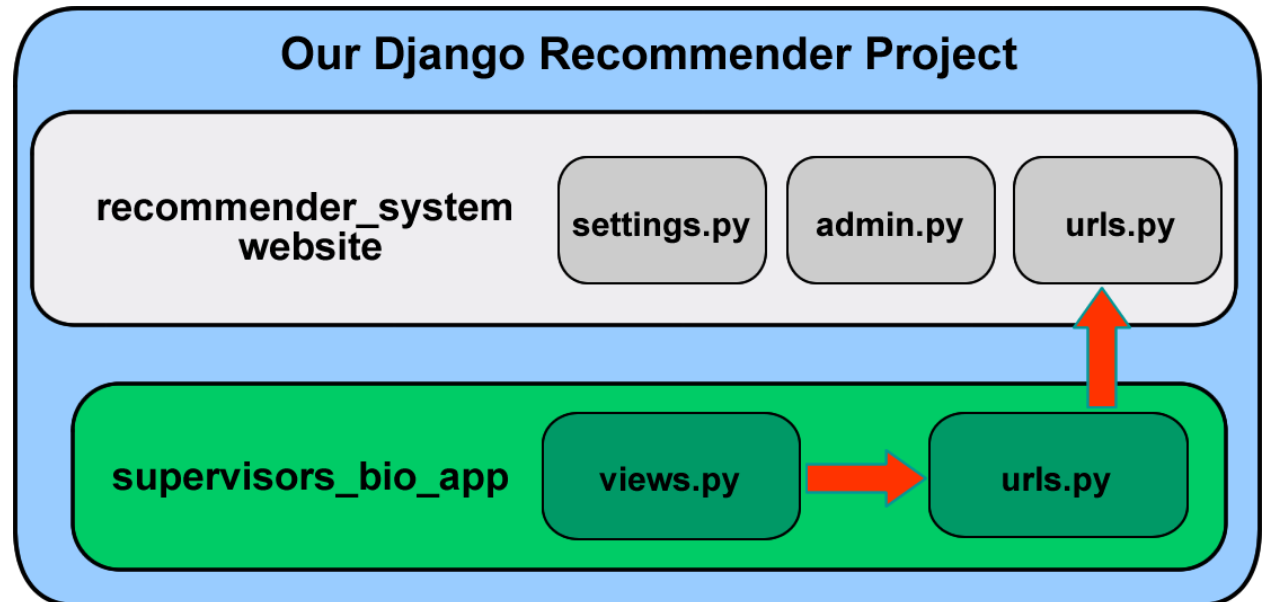 Our Django Recommender Project
recommender_system
website
settings.py
admin.py
urls.py
supervisors_bio_app
views.py
urls.py